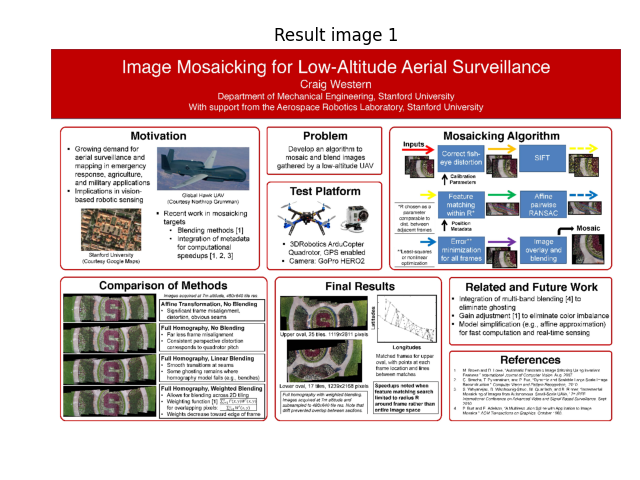 Result image 1
Image Mosaicking for Low-Altitude Aerial Surveillance
Craig Western
Department of Mechanical Engineering, Stanford University
With support from the Aerospace Robotics Laboratory, Stanford University
Motivation
• Growing demand for
aerial surveillance and
mapping in emergency
response, agriculture,
and military applications
• Implications in vision-
based robotic sensing
Global Hawk UAV
(Courtesy Northrop Grumman)
Stanford University
(Courtesy Google Maps)
• Recent work in mosaicking
targets
• Blending methods [1]
• Integration of metadata
for computational
speedups [1, 2, 3]
Problem
Develop an algorithm to
mosaic and blend images
gathered by a low-altitude UAV
Test Platform
• 3DRobotics ArduCopter
Quadrotor, GPS enabled
• Camera: GoPro HERO2
Mosaicking Algorithm
Inputs
Correct fish-
eye distortion
SIFT
Calibration
Parameters
*R chosen as a
parameter
comparable to
dist. between
adjacent frames
Feature
matching
within R*
Affine
pairwise
RANSAC
Position
Metadata
Mosaic
**Least-squares
or nonlinear
optimization
Error**
minimization
for all frames
Image
overlay and
blending
Comparison of Methods
Images acquired at 7m altitude, 480x640 file res
Affine Transformation, No Blending
• Significant frame misalignment,
distortion, obvious seams
Full Homography, No Blending
• Far less frame misalignment
• Consistent perspective distortion
corresponds to quadrotor pitch
Full Homography, Linear Blending
• Smooth transitions at seams
• Some ghosting remains where
homography model fails (e.g., benches)
Full Homography, Weighted Blending
• Allows for blending across 2D tiling
• Weighting function [1]
for overlapping pixels
• Weights decrease toward edge of frame
Final Results
Upper oval, 25 tiles, 1119x2811 pixels
Lower oval, 17 tiles, 1239x2158 pixels
Full homography with weighted blending.
Images acquired at 7m altitude and
subsampled to 480x640 file res. Note that
drift prevented overlap between sections.
Latitudes
Longitudes
Matched frames for upper
oval, with points at each
frame location and lines
between matches
Speedups noted when
feature matching search
limited to radius R
around frame rather than
entire image space
Related and Future Work
• Integration of multi-band blending [4] to
eliminate ghosting
• Gain adjustment [1] to eliminate color imbalance
• Model simplification (e.g., affine approximation)
for fast computation and real-time sensing
References